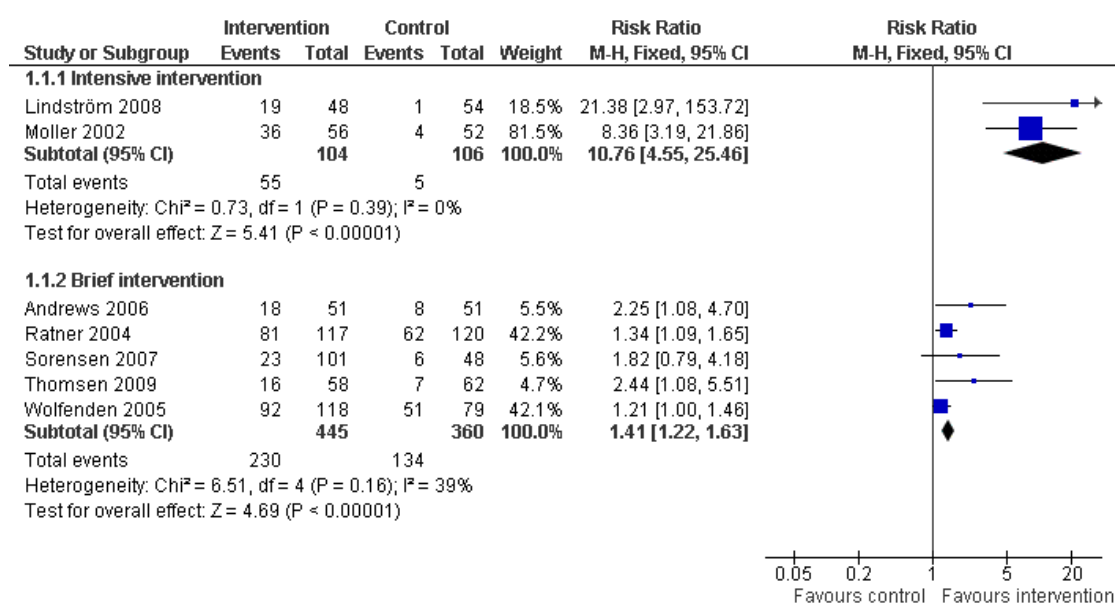 Intervention Control Risk Ratio Risk Ratio
Study or Subgroup Events Total Events Total Weight M-H, Fixed, 95% CI M-H, Fixed, 95% CI
1.1.1 Intensive intervention
Lindström 2008 19 48 1 54 18.5% 21.38 [2.97, 153.72]
Moller 2002 36 56 4 52 81.5% 8.36 [3.19, 21.86]
Subtotal (95% CI) 104 106 100.0% 10.76 [4.55, 25.46]
Total events 55 5
Heterogeneity: Chi² = 0.73, df = 1 (P = 0.39); I² = 0%
Test for overall effect: Z = 5.41 (P < 0.00001)
1.1.2 Brief intervention
Andrews 2006 18 51 8 51 5.5% 2.25 [1.08, 4.70]
Ratner 2004 81 117 62 120 42.2% 1.34 [1.09, 1.65]
Sorensen 2007 23 101 6 48 5.6% 1.82 [0.79, 4.18]
Thomsen 2009 16 58 7 62 4.7% 2.44 [1.08, 5.51]
Wolfenden 2005 92 118 51 79 42.1% 1.21 [1.00, 1.46]
Subtotal (95% CI) 445 360 100.0% 1.41 [1.22, 1.63]
Total events 230 134
Heterogeneity: Chi² = 6.51, df = 4 (P = 0.16); I² = 39%
Test for overall effect: Z = 4.69 (P < 0.00001)
0.05 0.2 1 5 20
Favours control Favours intervention